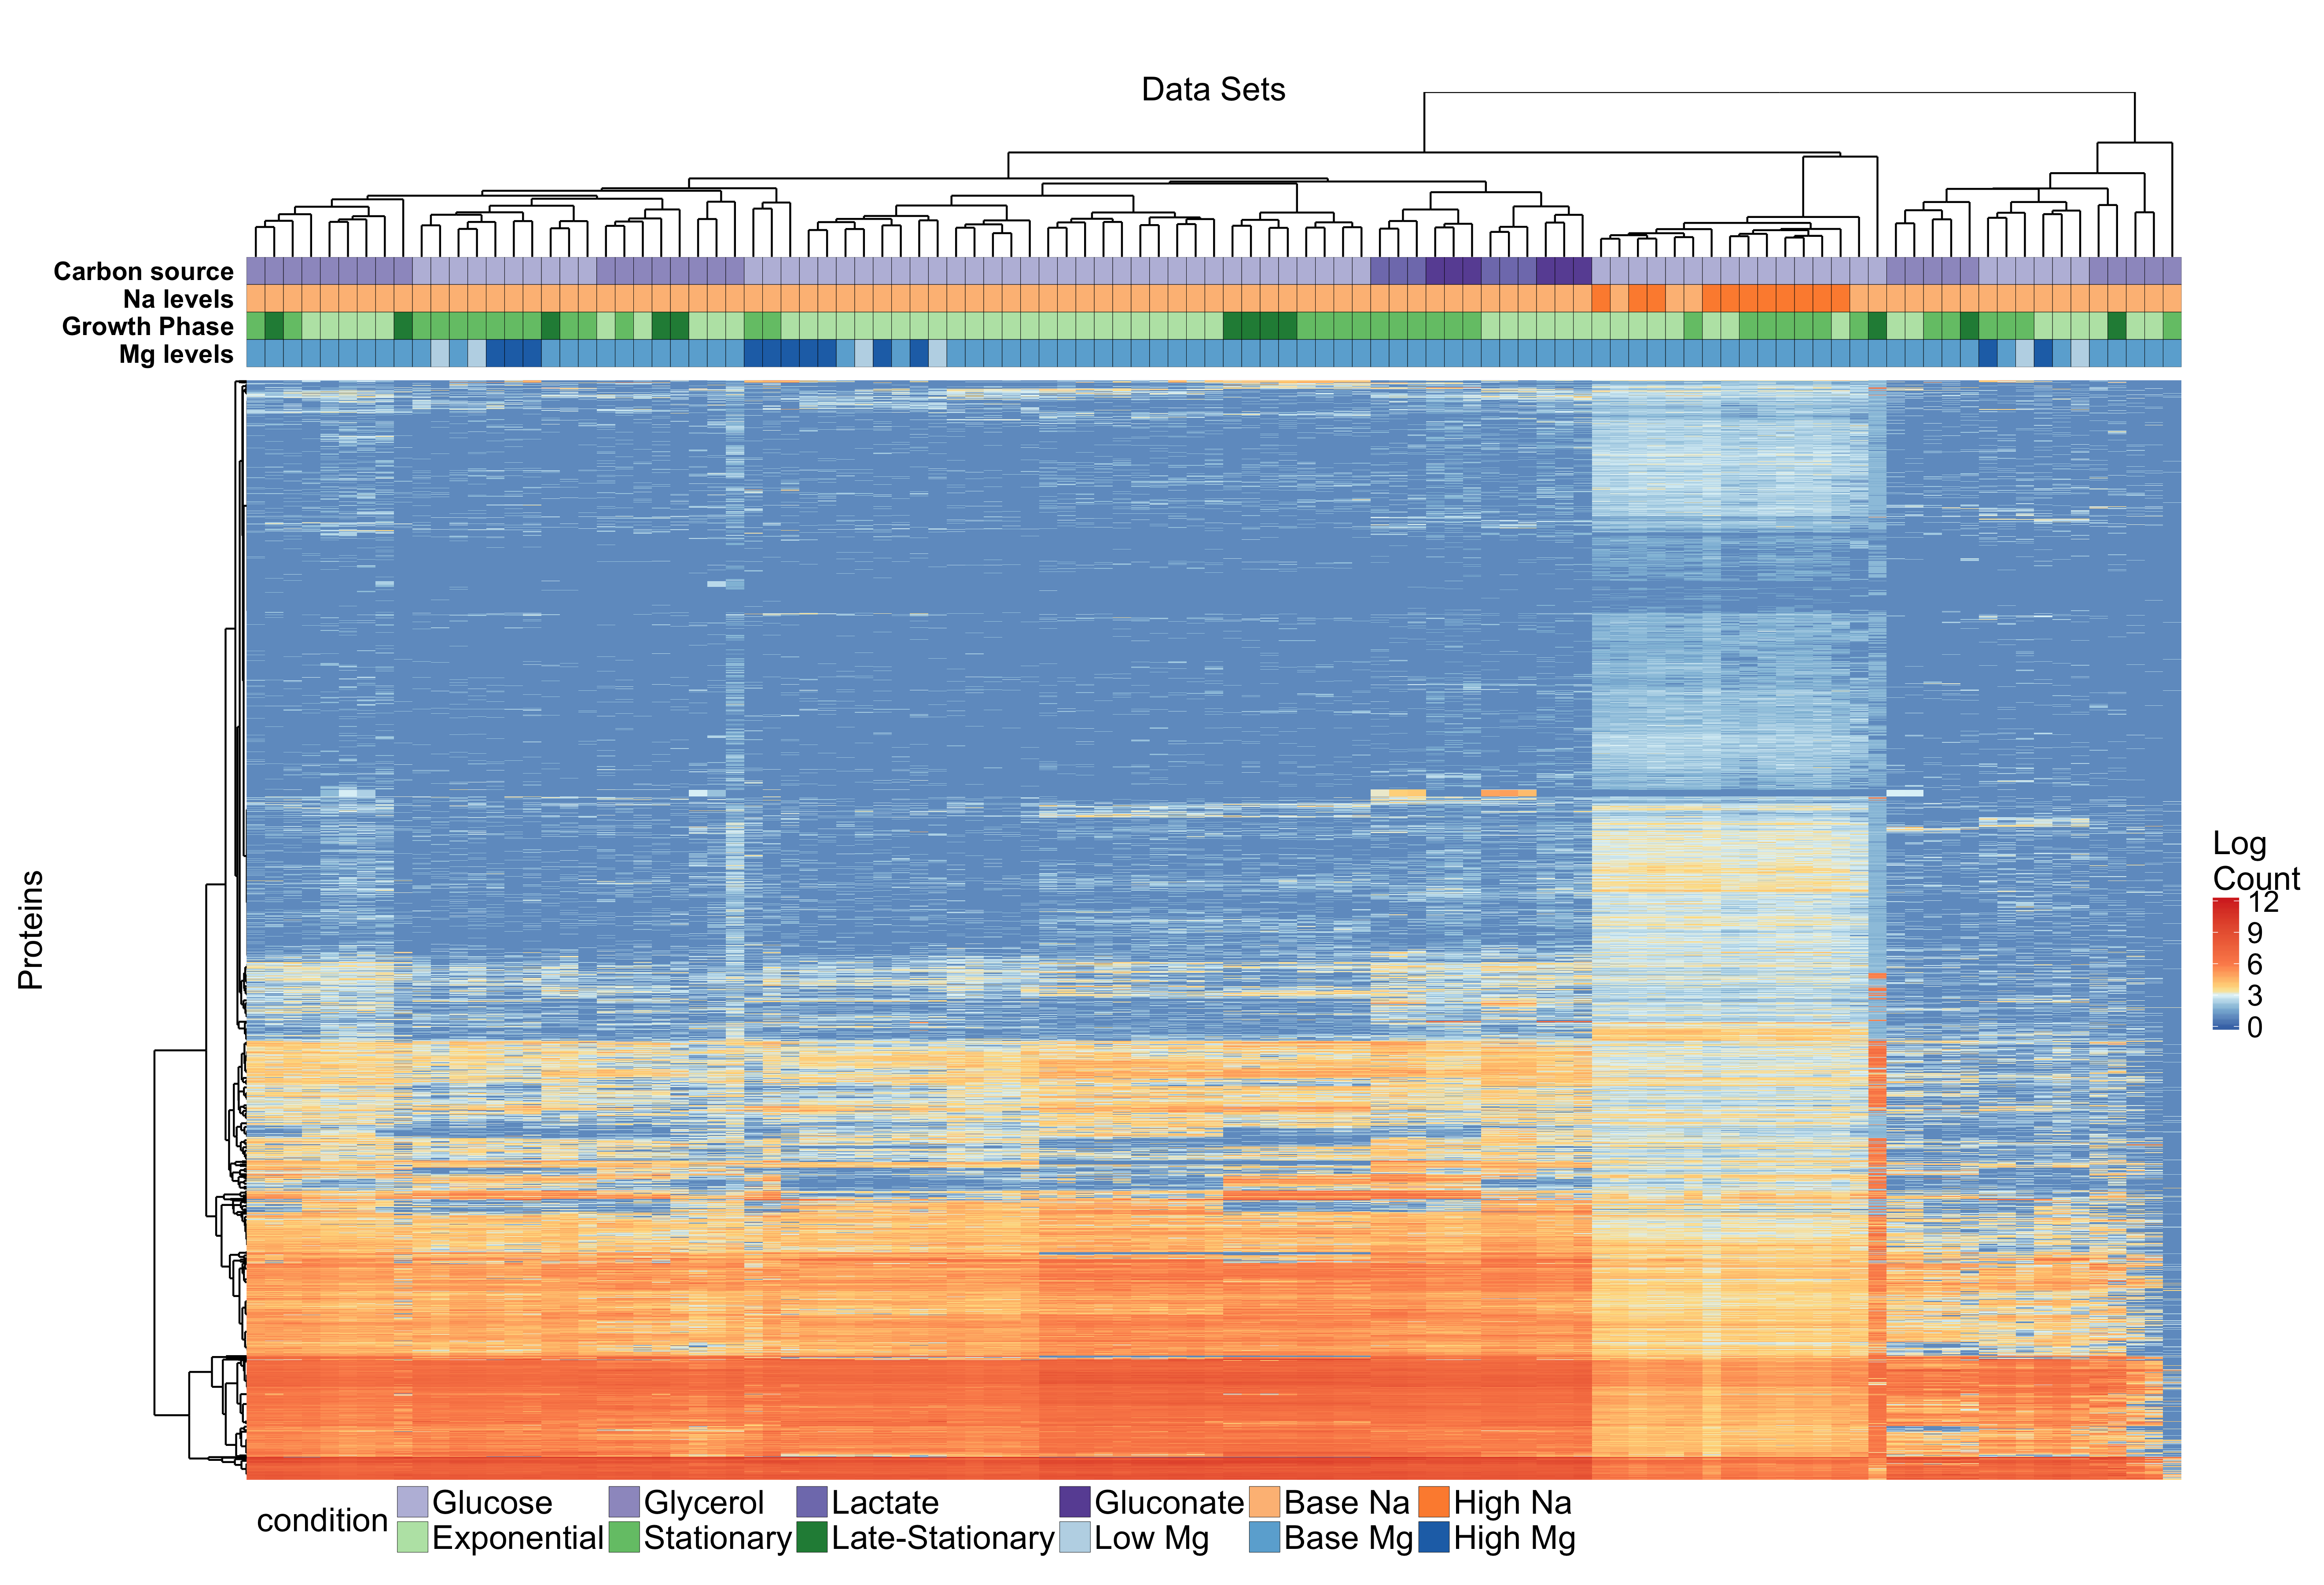 Data Sets
Carbon source
Na levels
Growth Phase
Mg levels
Proteins
Log
Count
12
9
6
3
0
condition
Glucose Glycerol Lactate Gluconate Base Na High Na
Exponential Stationary Late-Stationary Low Mg Base Mg High Mg